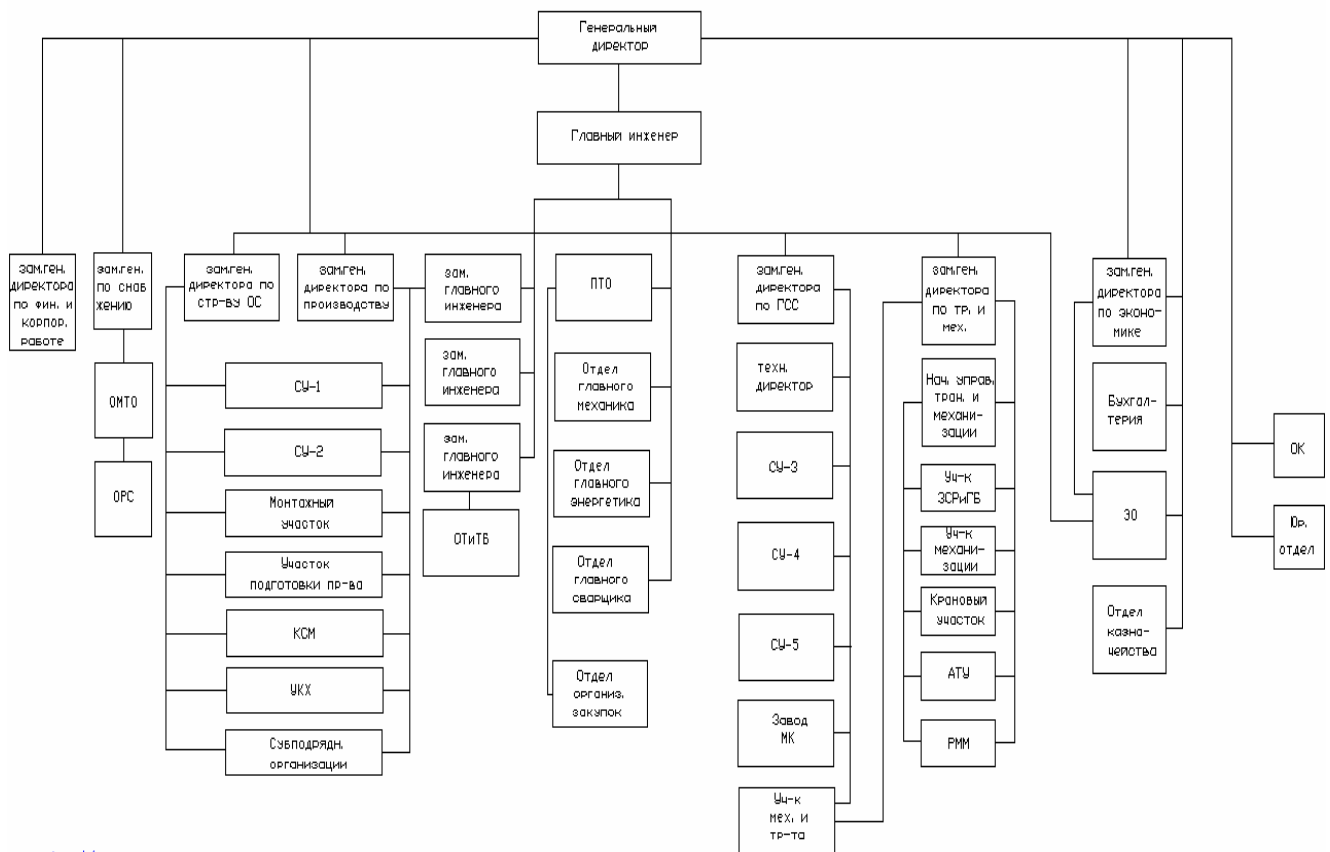 Генеральный
директор
Главный инженер
зам.ген.
директора
по фин. и
корпор.
работе
зам.ген.
по снаб
жению
зам.ген.
директора по
стр-ву ОС
зам.ген.
директора по
производству
зам.
главного
инженера
ПТО
зам.ген.
директора
по ГСС
зам.ген.
директора
по тр. и
мех.
зам.ген.
директора
по эконо-
мике
ОМТО
ОРС
СУ-1
СУ-2
Монтажный
участок
Участок
подготовки пр-ва
КСМ
УКХ
Субподрядн.
организации
зам.
главного
инженера
зам.
главного
инженера
ОТиТБ
Отдел
главного
механика
Отдел
главного
энергетика
Отдел
главного
сварщика
Отдел
организ.
закупок
техн.
директор
СУ-3
СУ-4
СУ-5
Завод
МК
Уч-к
мех. и
тр-та
Нач. управ.
тран. и
механи-
зации
Уч-к
ЗСРиГБ
Уч-к
механи-
зации
Крановый
участок
АТУ
РММ
Бухгал-
терия
ЭО
Отдел
казна-
чейства
ОК
Юр.
отдел